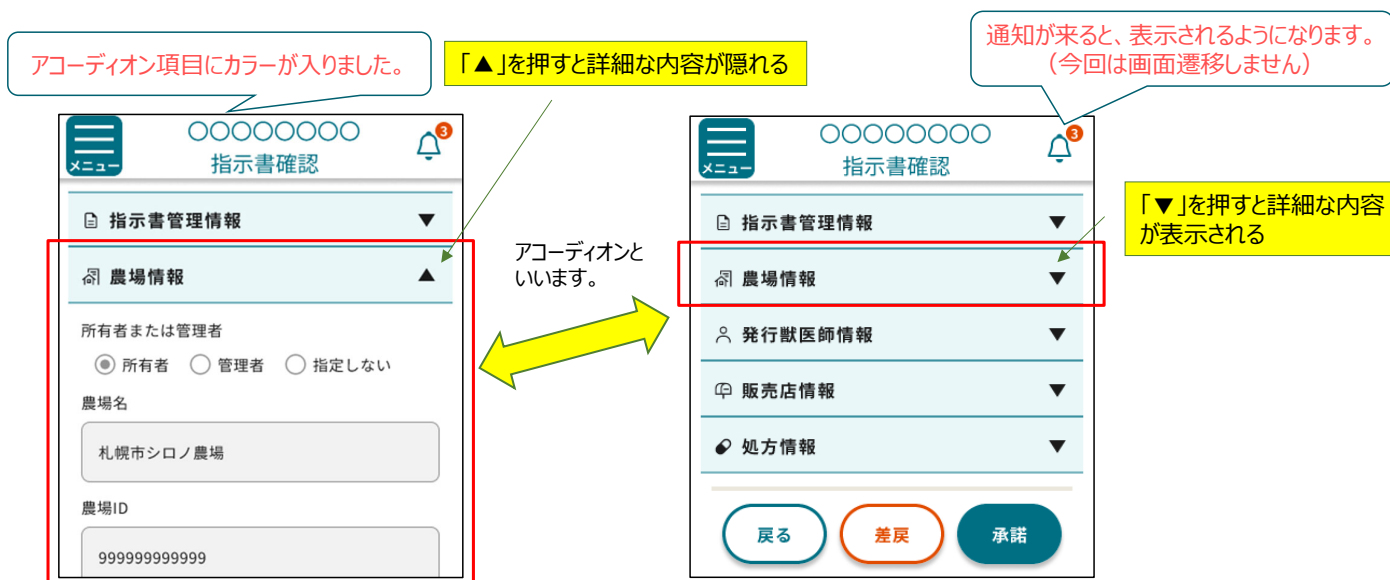 アコーディオン項目にカラーが入りました。
「▲」を押すと詳細な内容が隠れる
通知が来ると、表示されるようになります。
（今回は画面遷移しません）
メニュー
○○○○○○○○
指示書確認
3
指示書管理情報 ▼
農場情報 ▲
所有者または管理者
所有者 管理者 指定しない
農場名
札幌市シロノ農場
農場ID
999999999999
アコーディオンと
いいます。
メニュー
○○○○○○○○
指示書確認
3
指示書管理情報 ▼
農場情報 ▼
発行獣医師情報 ▼
販売店情報 ▼
処方情報 ▼
戻る 差戻 承諾
「▼」を押すと詳細な内容
が表示される